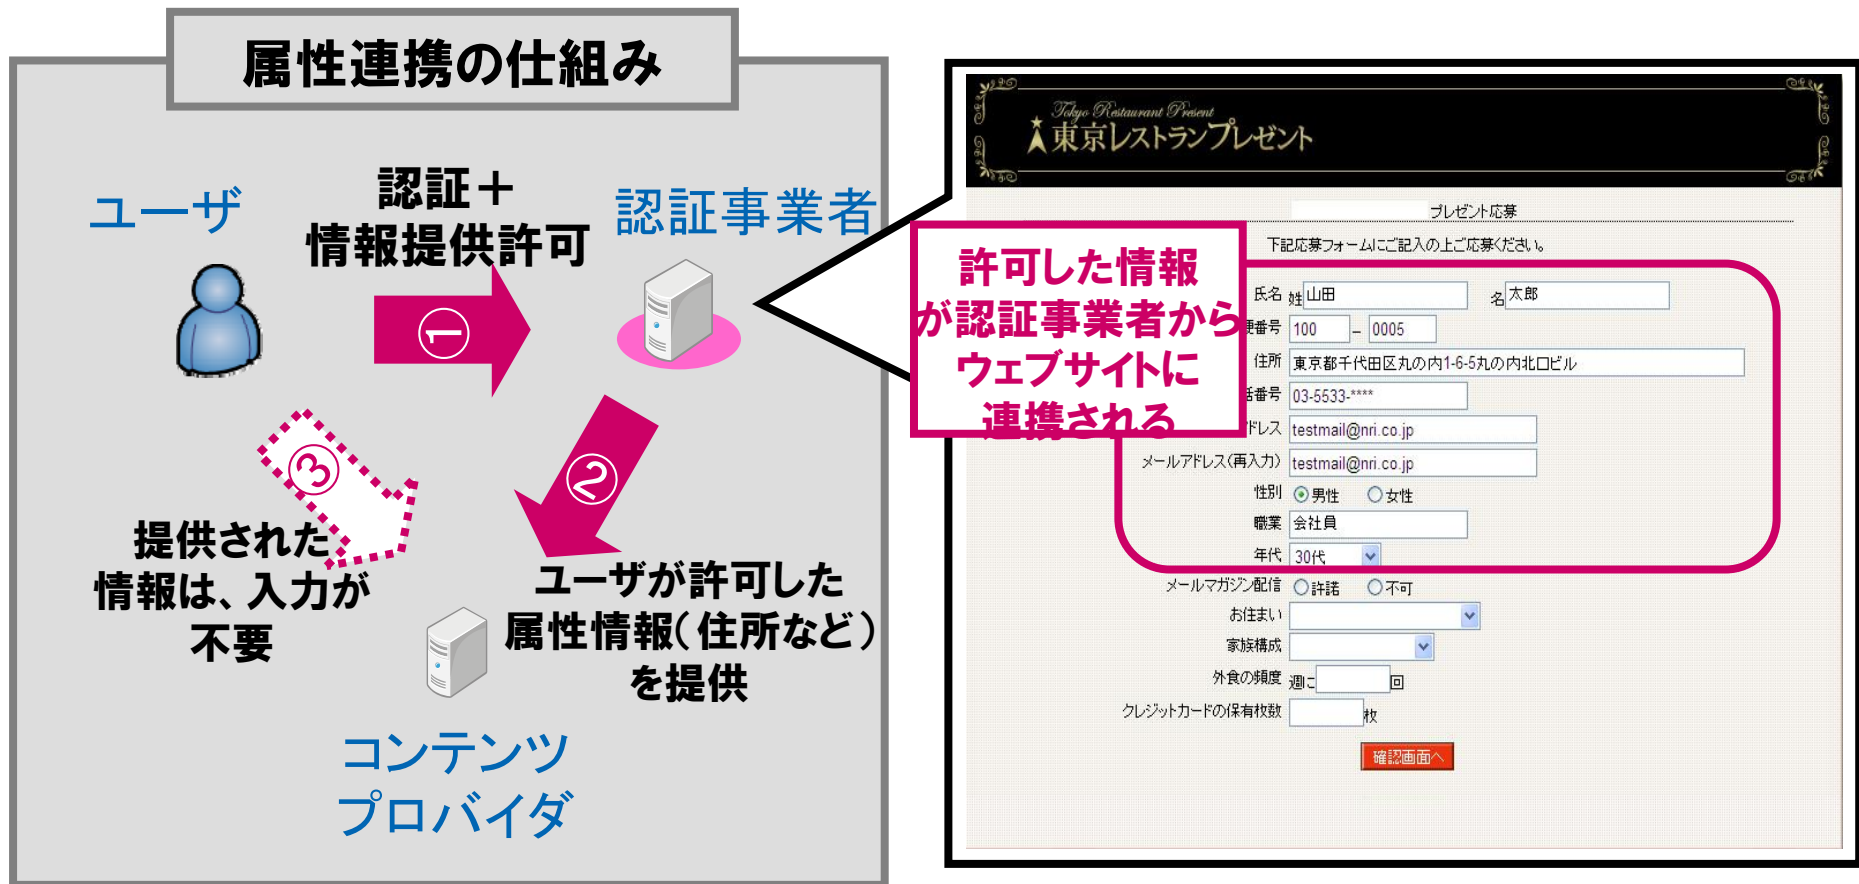 属性連携の仕組み
ユーザ
認証＋
情報提供許可
認証事業者
①
②
③
提供された
情報は、入力が
不要
ユーザが許可した
属性情報（住所など）
を提供
コンテンツ
プロバイダ
Tokyo Restaurant Present
東京レストランプレゼント
プレゼント応募
下記応募フォームにご記入の上ご応募ください。
許可した情報
が認証事業者から
ウェブサイトに
連携される
氏名 姓 山田 名 太郎
便番号 100 － 0005
住所 東京都千代田区丸の内1-6-5丸の内北口ビル
話番号 03-5533-****
ドレス testmail@nri.co.jp
メールアドレス(再入力) testmail@nri.co.jp
性別 男性 女性
職業 会社員
年代 30代
メールマガジン配信 許諾 不可
お住まい
家族構成
外食の頻度 週に 回
クレジットカードの保有枚数 枚
確認画面へ